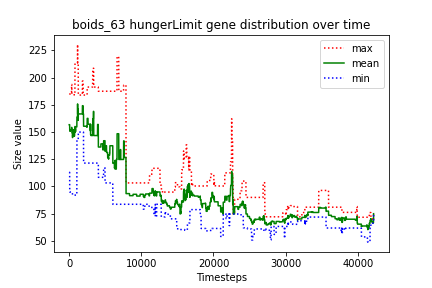 boids_63 hungerLimit gene distribution over time
max
mean
min
Size value
225
200
175
150
125
100
75
50
0
10000
20000
30000
40000
Timesteps